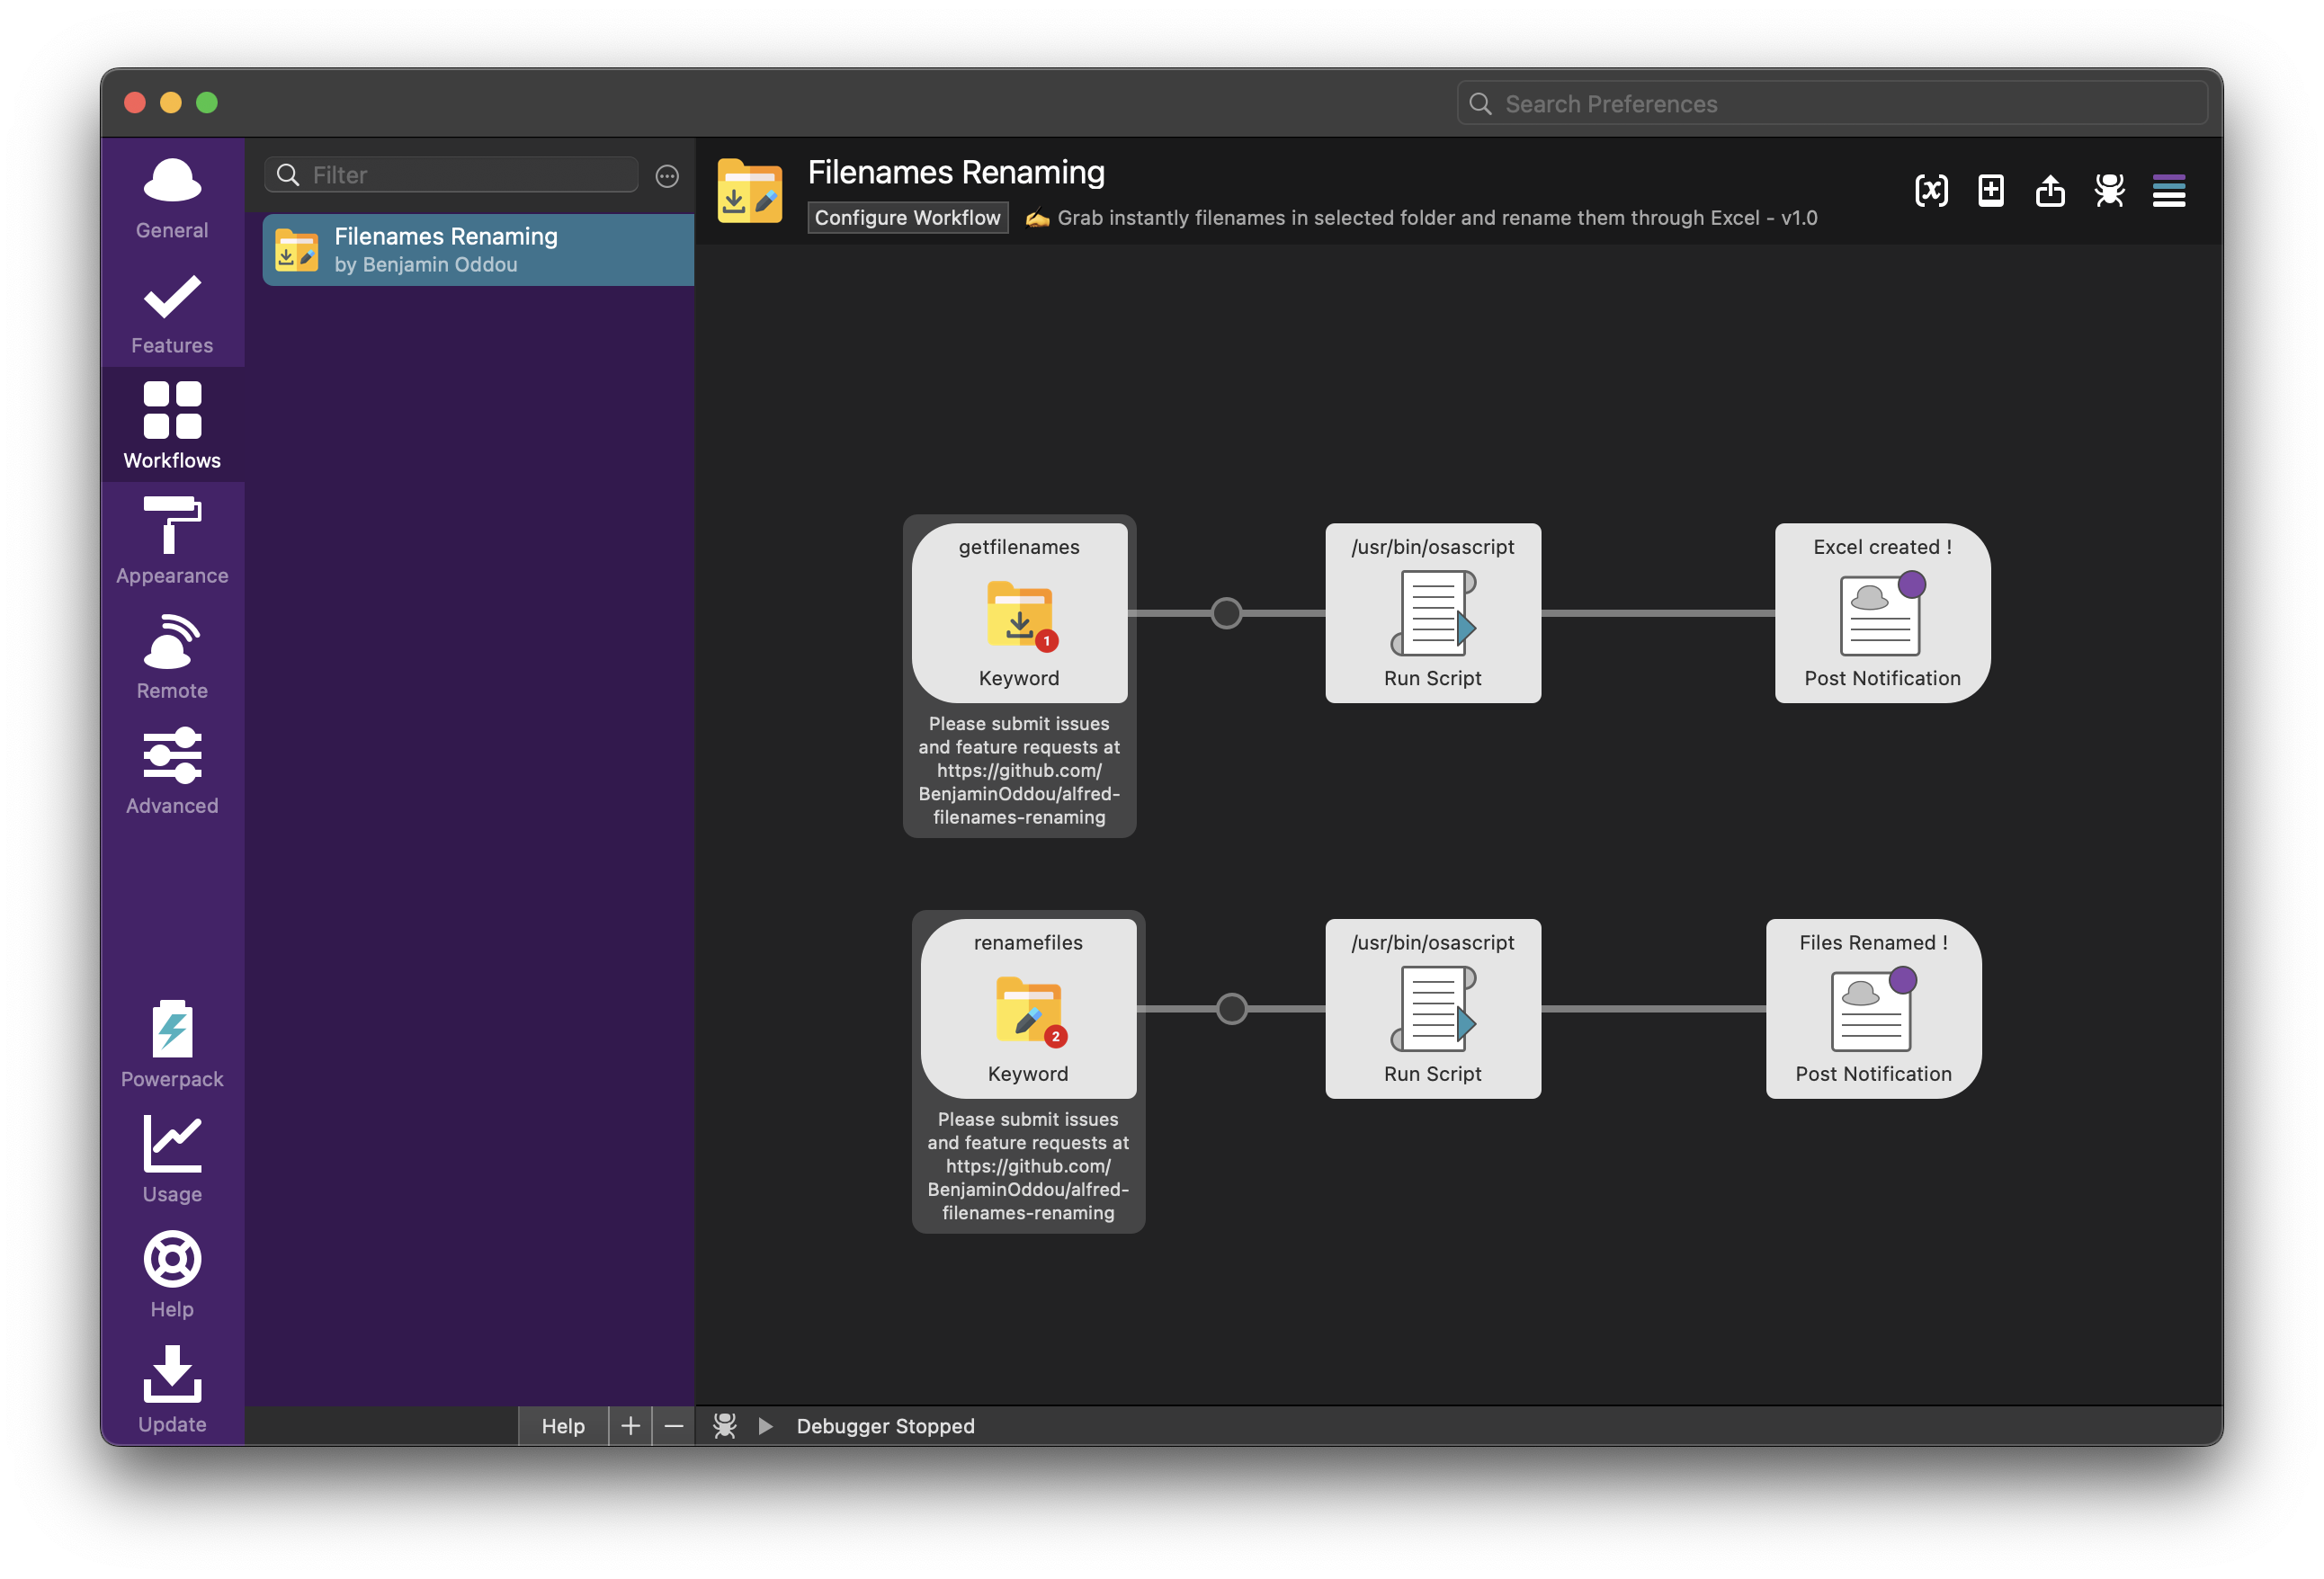 Search Preferences
General
Features
Workflows
Appearance
Remote
Advanced
Powerpack
Usage
Help
Update
Filter
Filenames Renaming
by Benjamin Oddou
Help
Filenames Renaming
Configure Workflow
✍️ Grab instantly filenames in selected folder and rename them through Excel - v1.0
{x}
getfilenames
1
Keyword
Please submit issues
and feature requests at
https://github.com/
BenjaminOddou/alfred-
filenames-renaming
/usr/bin/osascript
Run Script
Excel created !
Post Notification
renamefiles
2
Keyword
Please submit issues
and feature requests at
https://github.com/
BenjaminOddou/alfred-
filenames-renaming
/usr/bin/osascript
Run Script
Files Renamed !
Post Notification
Debugger Stopped